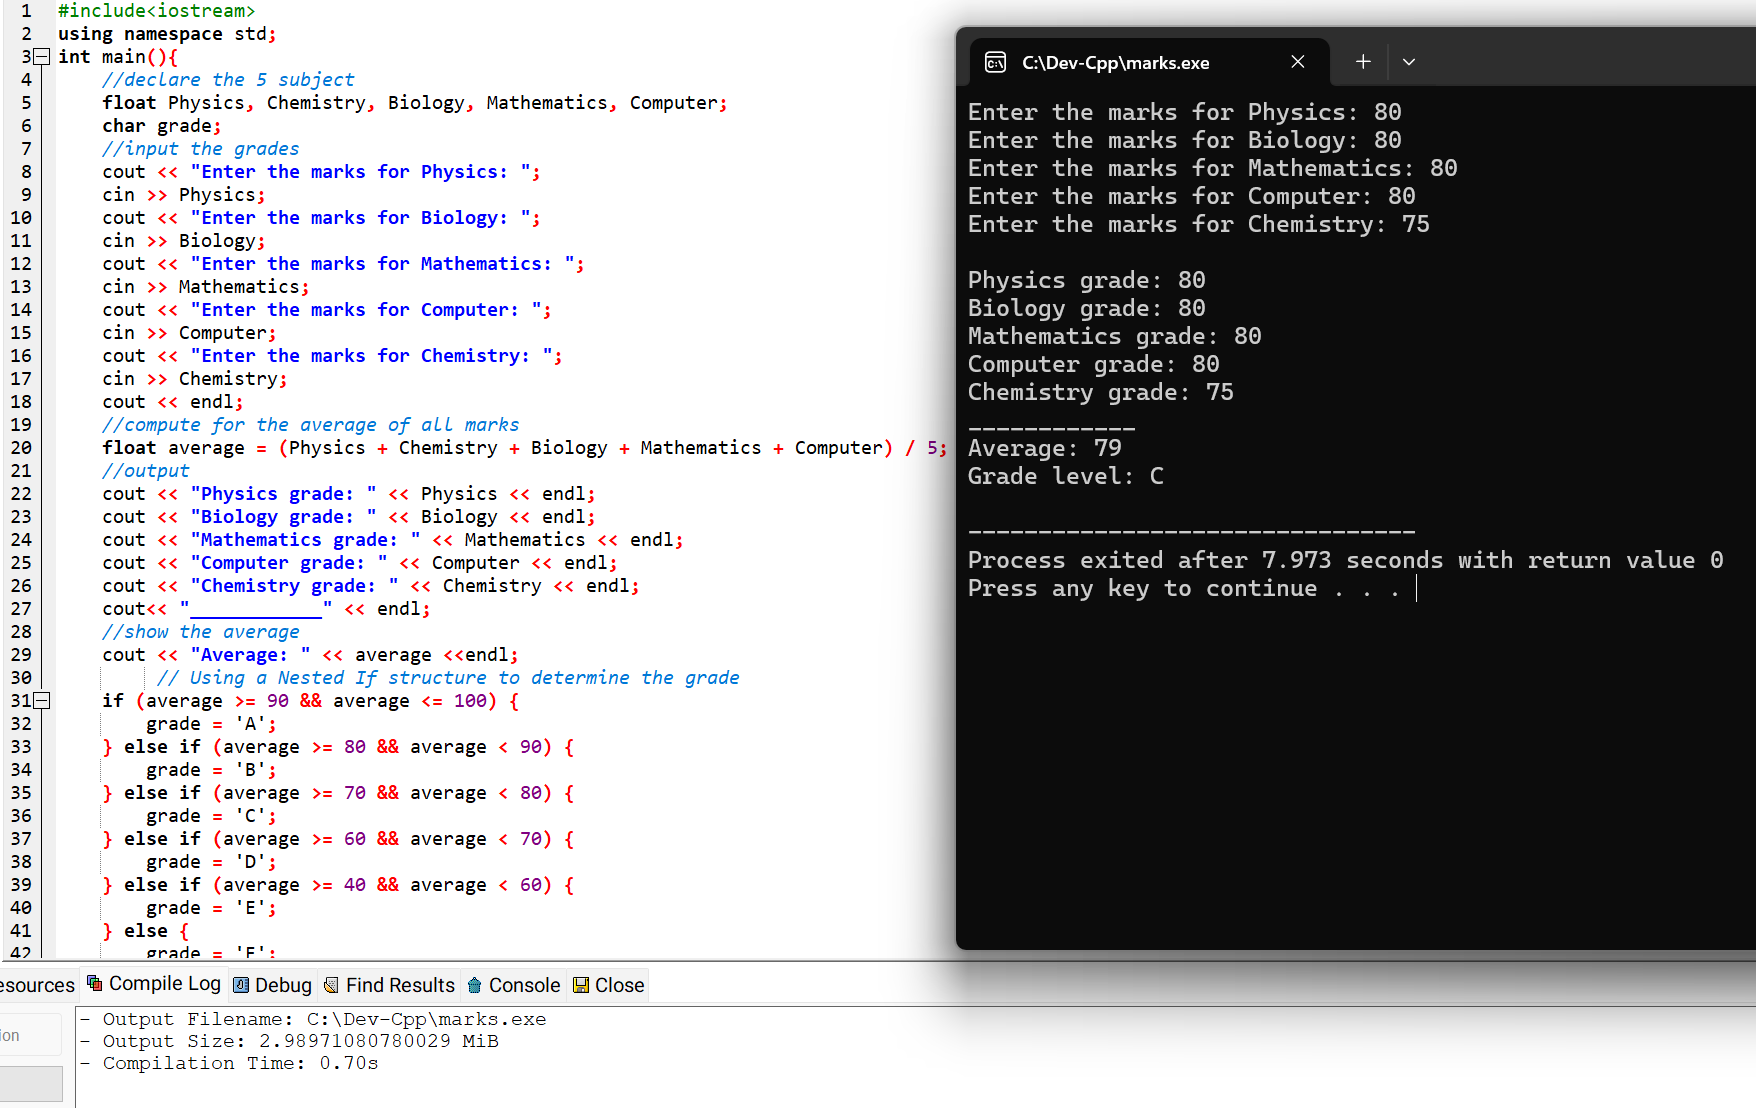 1 #include<iostream>
2 using namespace std;
3 int main(){
4 //declare the 5 subject
5 float Physics, Chemistry, Biology, Mathematics, Computer;
6 char grade;
7 //input the grades
8 cout << "Enter the marks for Physics: ";
9 cin >> Physics;
10 cout << "Enter the marks for Biology: ";
11 cin >> Biology;
12 cout << "Enter the marks for Mathematics: ";
13 cin >> Mathematics;
14 cout << "Enter the marks for Computer: ";
15 cin >> Computer;
16 cout << "Enter the marks for Chemistry: ";
17 cin >> Chemistry;
18 cout << endl;
19 //compute for the average of all marks
20 float average = (Physics + Chemistry + Biology + Mathematics + Computer) / 5;
21 //output
22 cout << "Physics grade: " << Physics << endl;
23 cout << "Biology grade: " << Biology << endl;
24 cout << "Mathematics grade: " << Mathematics << endl;
25 cout << "Computer grade: " << Computer << endl;
26 cout << "Chemistry grade: " << Chemistry << endl;
27 cout<< "____________" << endl;
28 //show the average
29 cout << "Average: " << average <<endl;
30 // Using a Nested If structure to determine the grade
31 if (average >= 90 && average <= 100) {
32 grade = 'A';
33 } else if (average >= 80 && average < 90) {
34 grade = 'B';
35 } else if (average >= 70 && average < 80) {
36 grade = 'C';
37 } else if (average >= 60 && average < 70) {
38 grade = 'D';
39 } else if (average >= 40 && average < 60) {
40 grade = 'E';
41 } else {
42 grade = 'F';
C:\Dev-Cpp\marks.exe
Enter the marks for Physics: 80
Enter the marks for Biology: 80
Enter the marks for Mathematics: 80
Enter the marks for Computer: 80
Enter the marks for Chemistry: 75
Physics grade: 80
Biology grade: 80
Mathematics grade: 80
Computer grade: 80
Chemistry grade: 75
____________
Average: 79
Grade level: C
--------------------------------
Process exited after 7.973 seconds with return value 0
Press any key to continue . . .
esources Compile Log Debug Find Results Console Close
ion
- Output Filename: C:\Dev-Cpp\marks.exe
- Output Size: 2.98971080780029 MiB
- Compilation Time: 0.70s